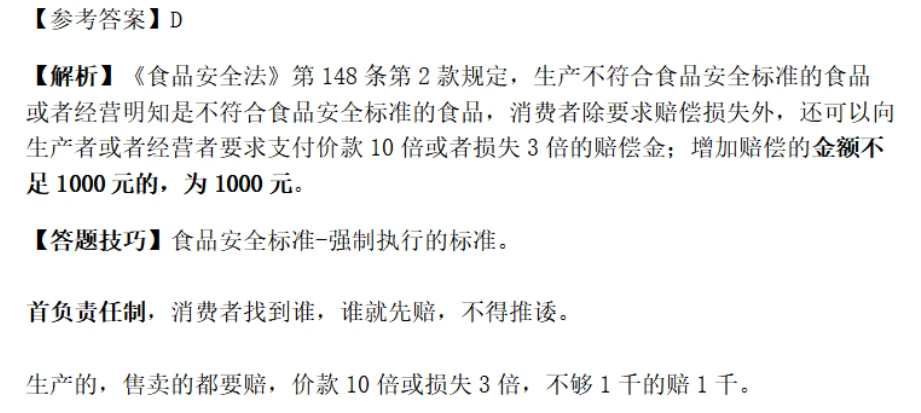 【参考答案】D
【解析】《食品安全法》第 148 条第 2 款规定，生产不符合食品安全标准的食品
或者经营明知是不符合食品安全标准的食品，消费者除要求赔偿损失外，还可以向
生产者或者经营者要求支付价款 10 倍或者损失 3 倍的赔偿金；增加赔偿的金额不
足 1000 元的，为 1000 元。
【答题技巧】食品安全标准-强制执行的标准。
首负责任制，消费者找到谁，谁就先赔，不得推诿。
生产的，售卖的都要赔，价款 10 倍或损失 3 倍，不够 1 千的赔 1 千。